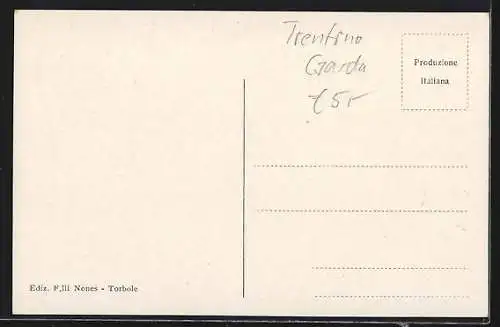 Trentino
Garda
Produzione
Italiana
Ediz. F,lli Nones - Torbole